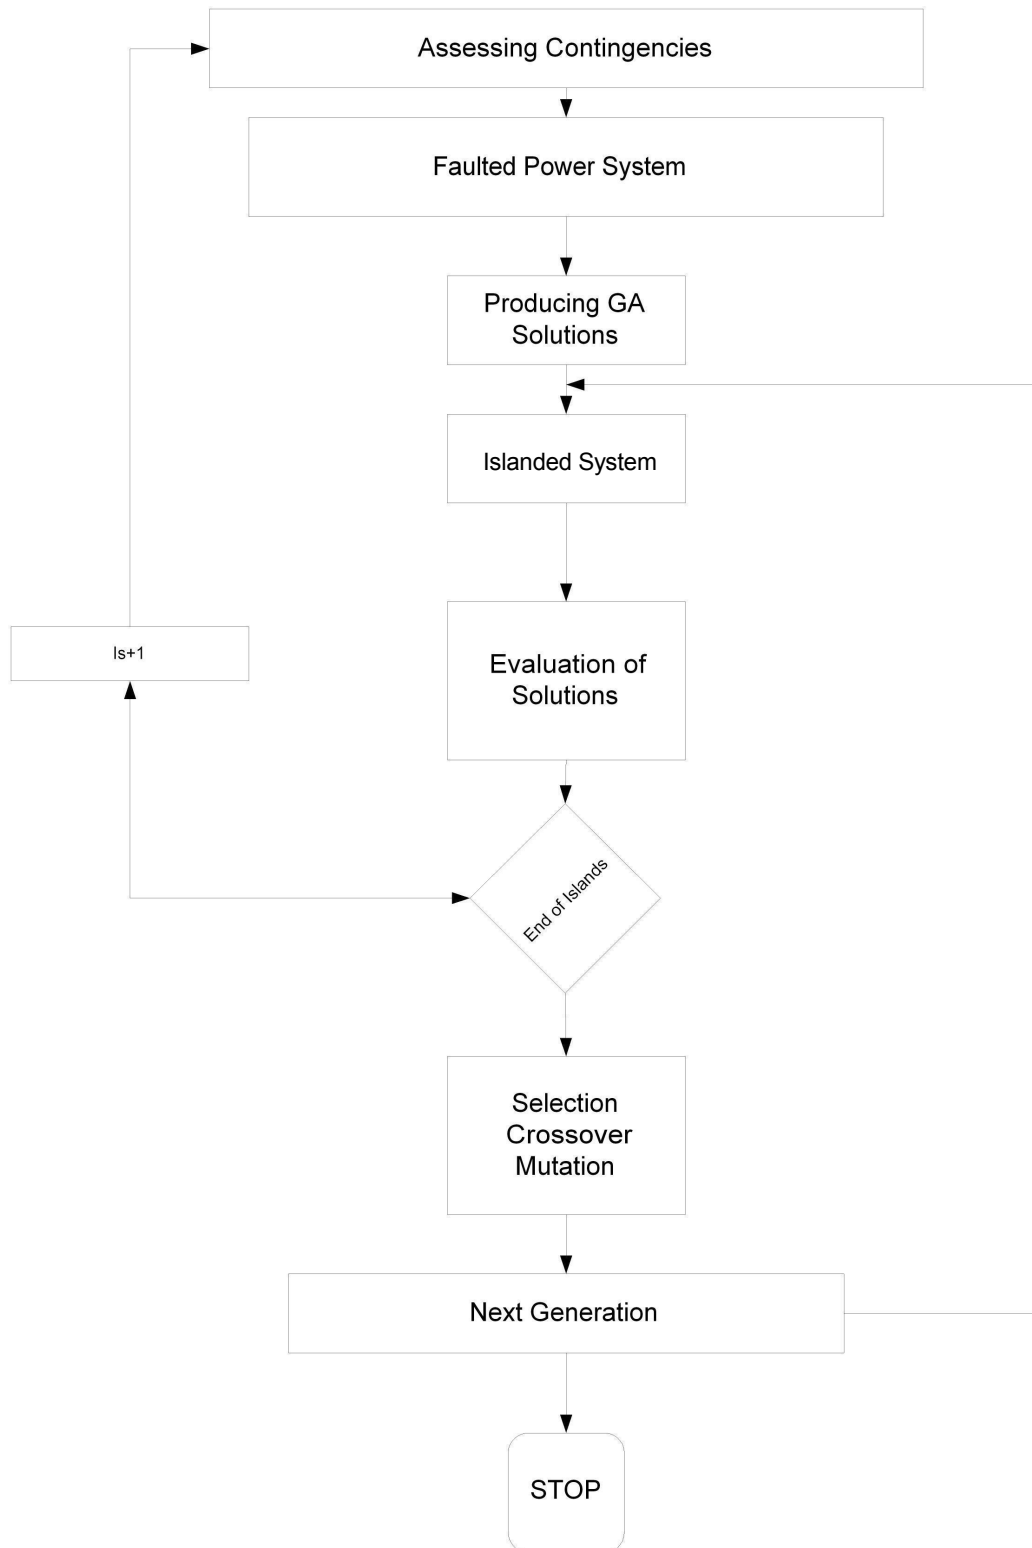 Assessing Contingencies
Faulted Power System
Producing GA
Solutions
Islanded System
Is+1
Evaluation of
Solutions
End of Islands
Selection
Crossover
Mutation
Next Generation
STOP